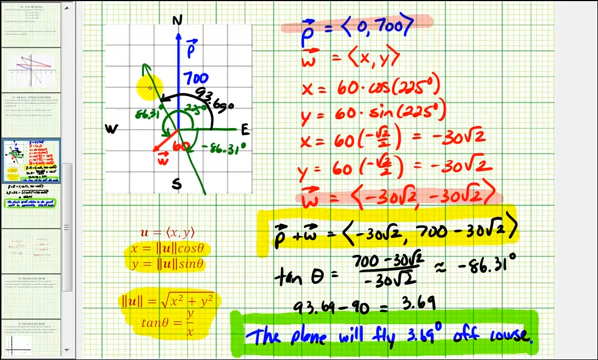 N
p⃗
700
93.69°
86.31°
225°
W
E
60
w⃗
-86.31°
S
u = ⟨x, y⟩
x = ‖u‖cosθ
y = ‖u‖sinθ
‖u‖ = √(x² + y²)
tanθ = y/x
p⃗ = ⟨0, 700⟩
w⃗ = ⟨x, y⟩
x = 60 · cos(225°)
y = 60 · sin(225°)
x = 60(-√2/2) = -30√2
y = 60(-√2/2) = -30√2
w⃗ = ⟨-30√2, -30√2⟩
p⃗ + w⃗ = ⟨-30√2, 700 - 30√2⟩
tan θ = (700 - 30√2)/(-30√2) ≈ -86.31°
93.69 - 90 = 3.69
The plane will fly 3.69° off course.